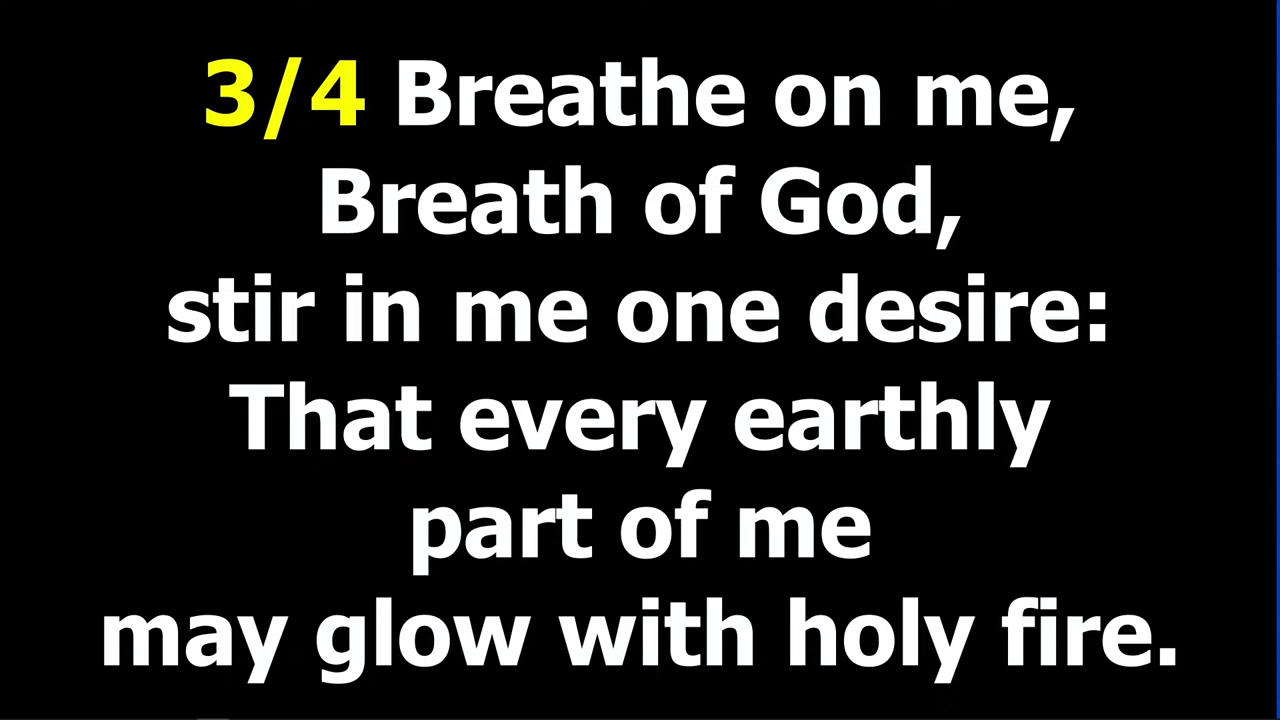 3/4 Breathe on me,
Breath of God,
stir in me one desire:
That every earthly
part of me
may glow with holy fire.